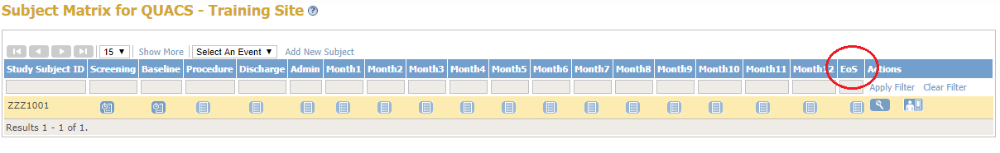 Subject Matrix for QUACS - Training Site ?
15 Show More Select An Event Add New Subject
Study Subject ID Screening Baseline Procedure Discharge Admin Month1 Month2 Month3 Month4 Month5 Month6 Month7 Month8 Month9 Month10 Month11 Month12 EoS Actions
Apply Filter Clear Filter
ZZZ1001
Results 1 - 1 of 1.